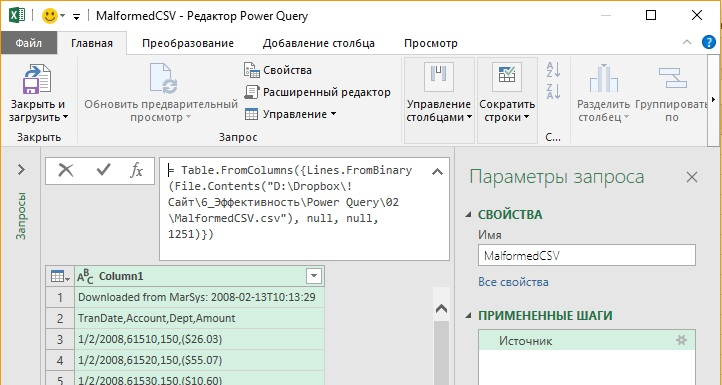 MalformedCSV - Редактор Power Query
Файл Главная Преобразование Добавление столбца Просмотр
Закрыть и загрузить
Закрыть
Обновить предварительный просмотр
Свойства
Расширенный редактор
Управление
Запрос
Управление столбцами
Сократить строки
С...
Разделить столбец
Группировать по
Запросы
= Table.FromColumns({Lines.FromBinary
(File.Contents("D:\Dropbox\!
Сайт\6_Эффективность\Power Query\02
\MalformedCSV.csv"), null, null,
1251)})
Column1
1 Downloaded from MarSys: 2008-02-13T10:13:29
2 TranDate,Account,Dept,Amount
3 1/2/2008,61510,150,($26.03)
4 1/2/2008,61520,150,($55.07)
5 1/2/2008,61530,150,($10.60)
Параметры запроса
СВОЙСТВА
Имя
MalformedCSV
Все свойства
ПРИМЕНЕННЫЕ ШАГИ
Источник